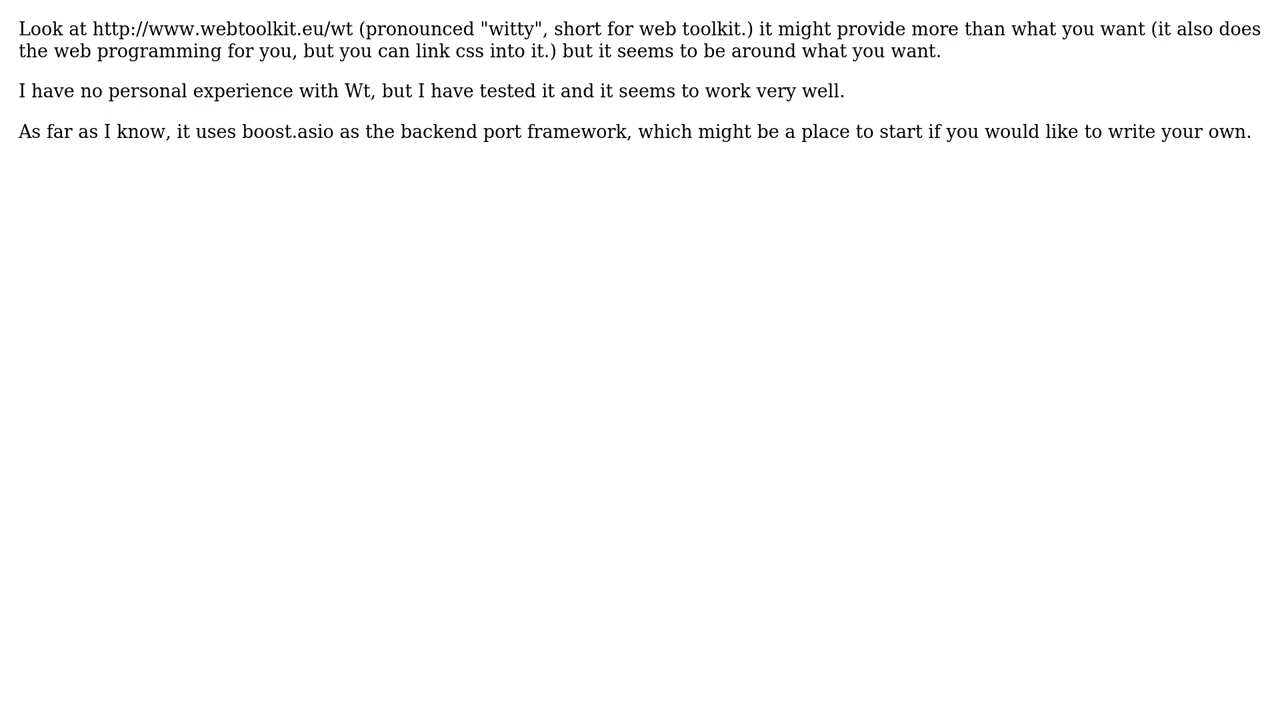 Look at http://www.webtoolkit.eu/wt (pronounced "witty", short for web toolkit.) it might provide more than what you want (it also does
the web programming for you, but you can link css into it.) but it seems to be around what you want.
I have no personal experience with Wt, but I have tested it and it seems to work very well.
As far as I know, it uses boost.asio as the backend port framework, which might be a place to start if you would like to write your own.